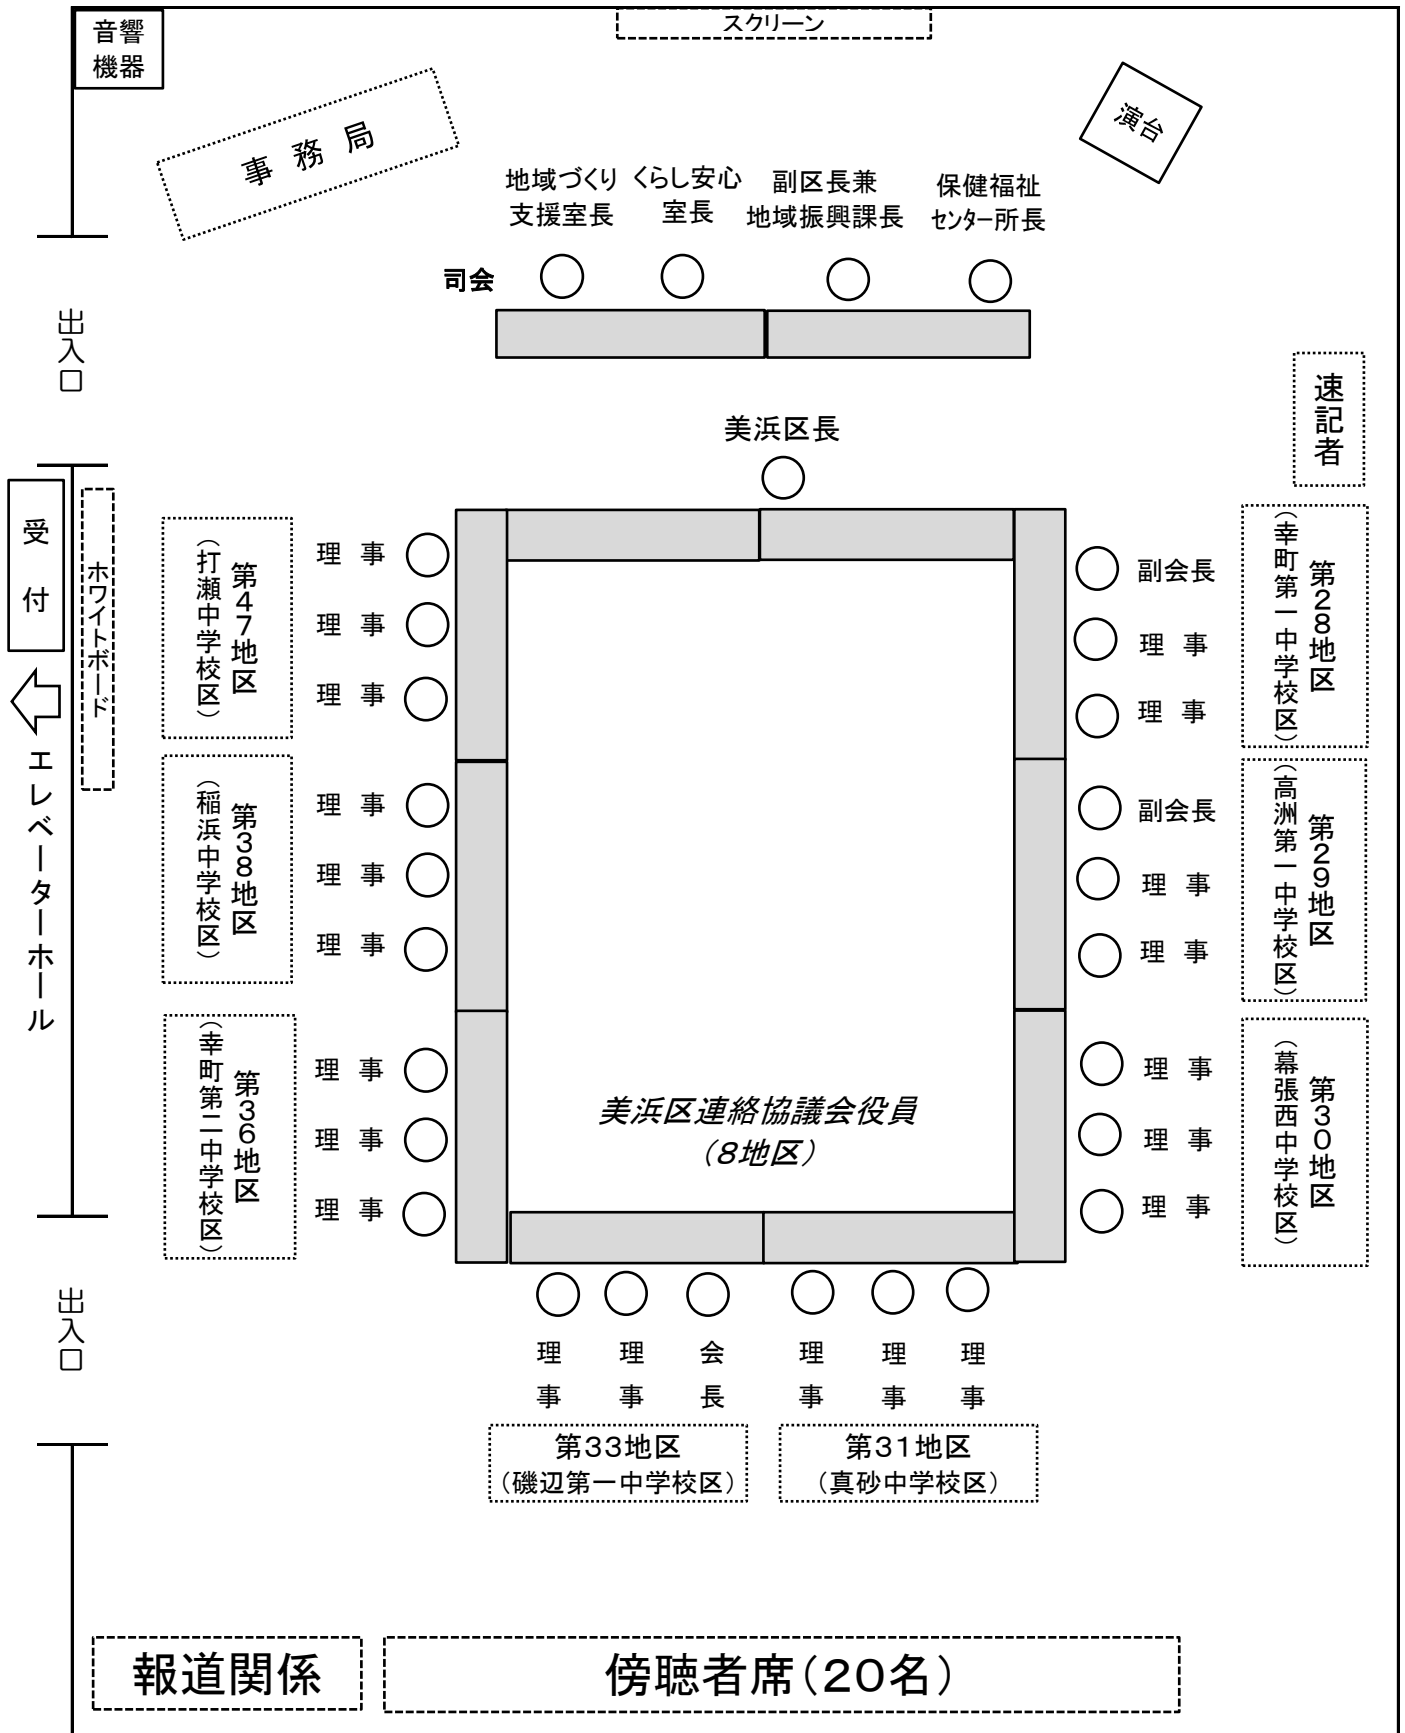 スクリーン
音響
機器
演台
事務局
地域づくり
支援室長
くらし安心
室長
副区長兼
地域振興課長
保健福祉
センター所長
司会
出入口
速記者
美浜区長
受付
ホワイトボード
エレベーターホール
第47地区
（打瀬中学校区）
理事
理事
理事
第38地区
（稲浜中学校区）
理事
理事
理事
第36地区
（幸町第二中学校区）
理事
理事
理事
副会長
理事
理事
第28地区
（幸町第一中学校区）
副会長
理事
理事
第29地区
（高洲第一中学校区）
理事
理事
理事
第30地区
（幕張西中学校区）
美浜区連絡協議会役員
（8地区）
出入口
理事
理事
会長
理事
理事
理事
第33地区
（磯辺第一中学校区）
第31地区
（真砂中学校区）
報道関係
傍聴者席（20名）